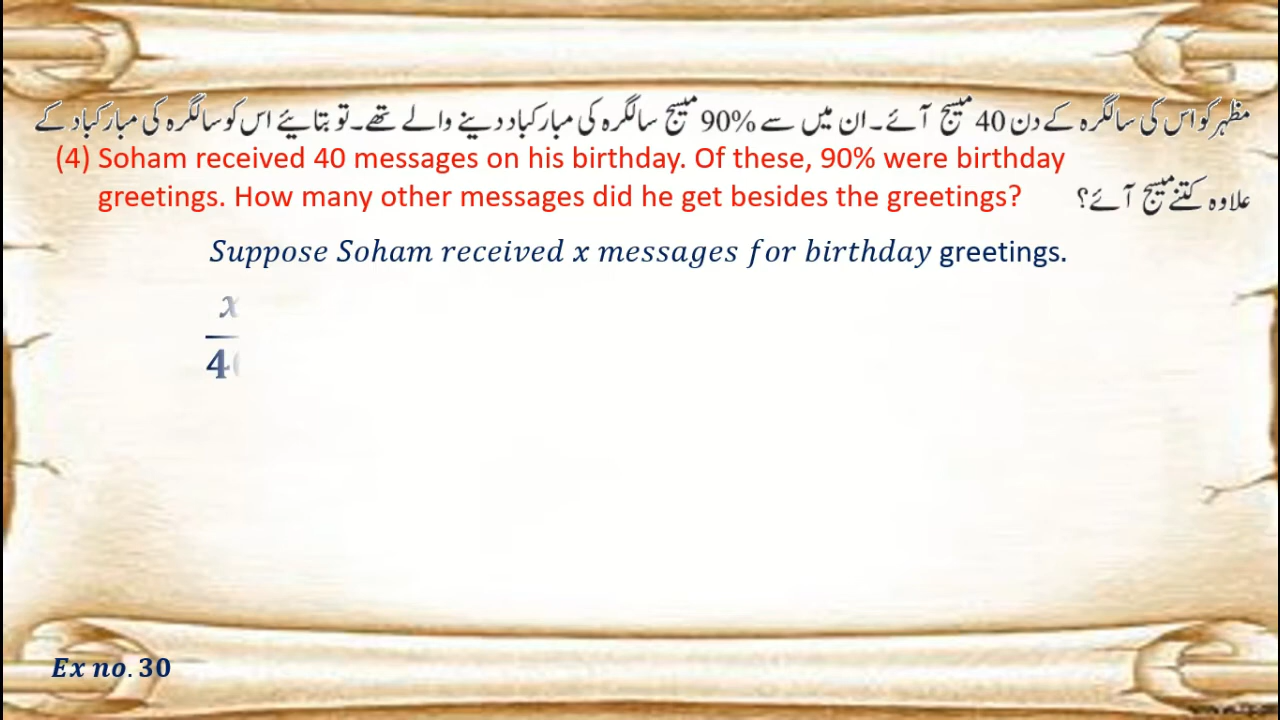 مظہر کو اس کی سالگرہ کے دن 40 میسج آئے۔ ان میں سے %90 میسج سالگرہ کی مبارکباد دینے والے تھے۔ تو بتائیے اس کو سالگرہ کی مبارکباد کے
علاوہ کتنے میسج آئے؟
(4) Soham received 40 messages on his birthday. Of these, 90% were birthday
greetings. How many other messages did he get besides the greetings?
Suppose Soham received x messages for birthday greetings.
x
4
Ex no. 30